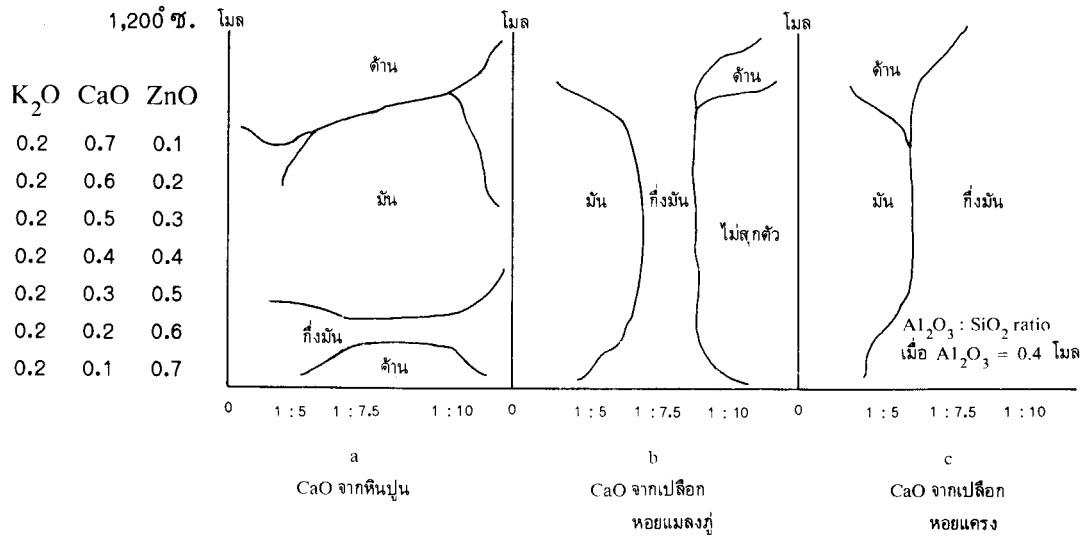 1,200° ซ.
โมล
โมล
โมล
K₂O CaO ZnO
0.2 0.7 0.1
0.2 0.6 0.2
0.2 0.5 0.3
0.2 0.4 0.4
0.2 0.3 0.5
0.2 0.2 0.6
0.2 0.1 0.7
ด้าน
มัน
กึ่งมัน
ด้าน
0 1 : 5 1 : 7.5 1 : 10
a
CaO จากหินปูน
ด้าน
มัน
กึ่งมัน
ไม่สุกตัว
0 1 : 5 1 : 7.5 1 : 10
b
CaO จากเปลือก
หอยแมลงภู่
ด้าน
มัน
กึ่งมัน
Al₂O₃ : SiO₂ ratio
เมื่อ Al₂O₃ = 0.4 โมล
0 1 : 5 1 : 7.5 1 : 10
c
CaO จากเปลือก
หอยแครง